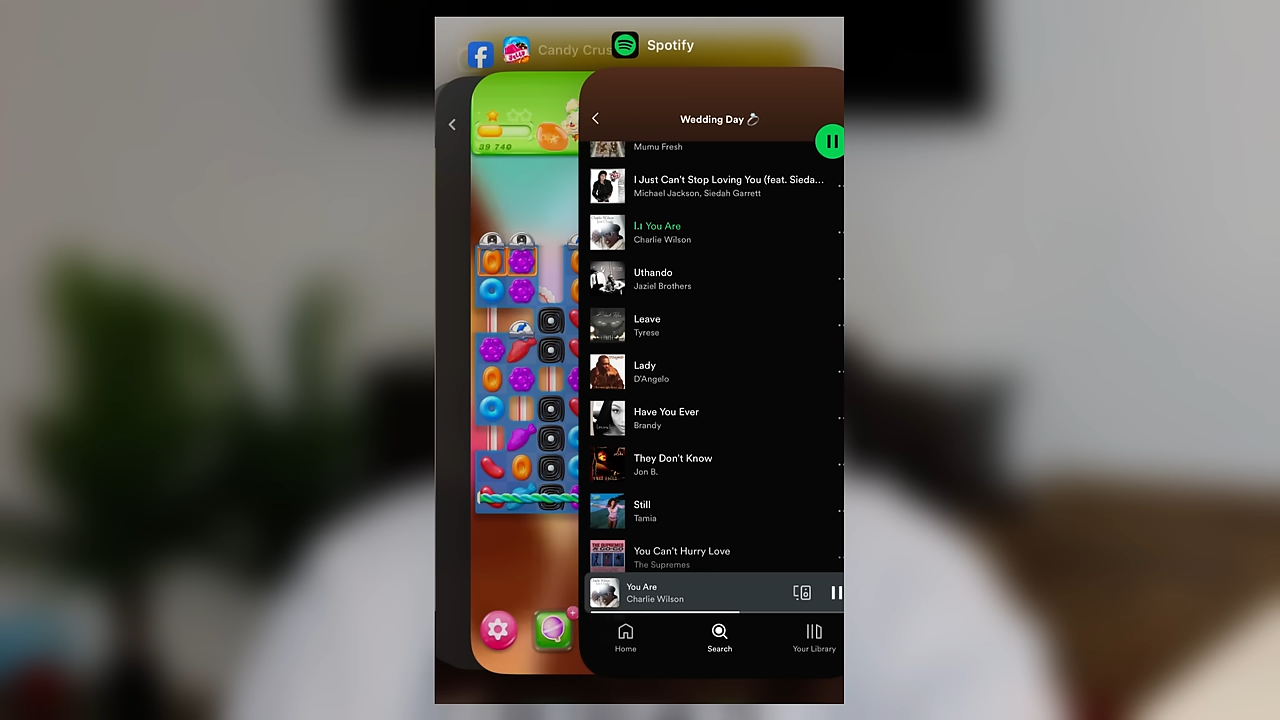 Candy Crus
Spotify
39 740
Wedding Day
Mumu Fresh
I Just Can't Stop Loving You (feat. Sieda...
Michael Jackson, Siedah Garrett
You Are
Charlie Wilson
Uthando
Jaziel Brothers
Leave
Tyrese
Lady
D'Angelo
Have You Ever
Brandy
They Don't Know
Jon B.
Still
Tamia
You Can't Hurry Love
The Supremes
You Are
Charlie Wilson
Home
Search
Your Library